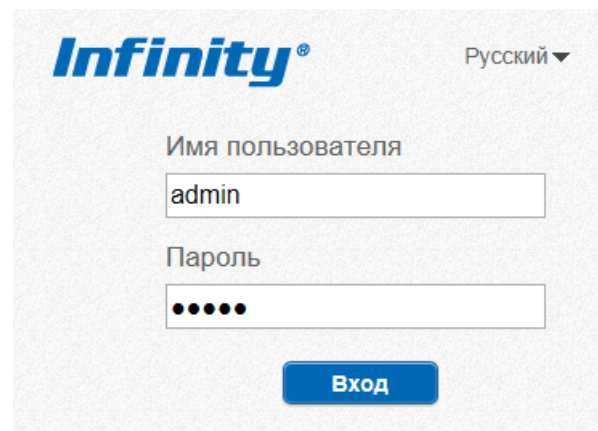 Infinity®
Русский
Имя пользователя
admin
Пароль
•••••
Вход